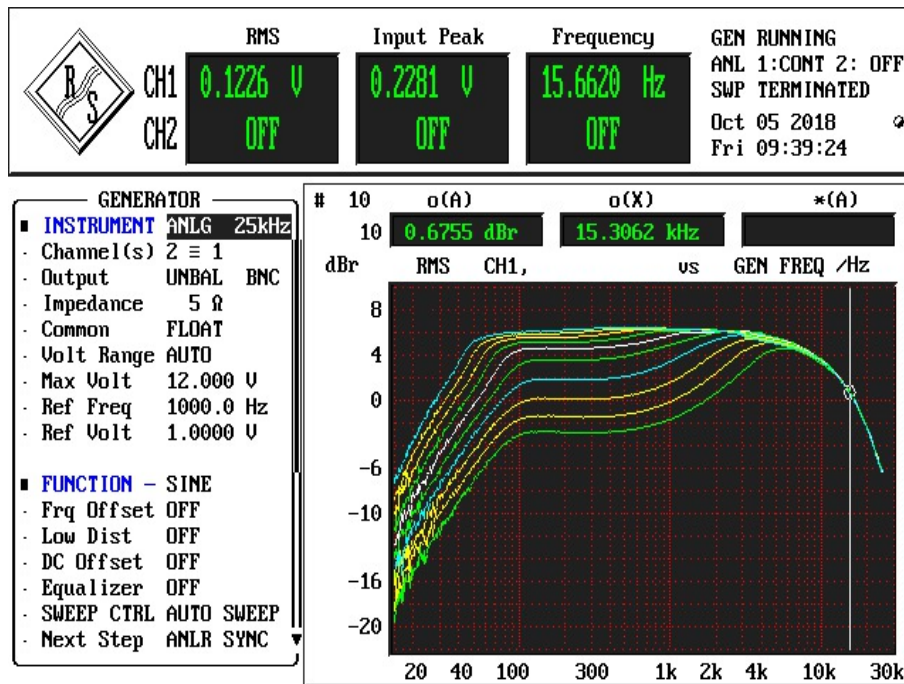 RMS Input Peak Frequency
R S
CH1 0.1226 V 0.2281 V 15.6620 Hz
CH2 OFF OFF OFF
GEN RUNNING
ANL 1:CONT 2: OFF
SWP TERMINATED
Oct 05 2018
Fri 09:39:24
GENERATOR
INSTRUMENT ANLG 25kHz
Channel(s) 2 ≡ 1
Output UNBAL BNC
Impedance 5 Ω
Common FLOAT
Volt Range AUTO
Max Volt 12.000 V
Ref Freq 1000.0 Hz
Ref Volt 1.0000 V
FUNCTION — SINE
Frq Offset OFF
Low Dist OFF
DC Offset OFF
Equalizer OFF
SWEEP CTRL AUTO SWEEP
Next Step ANLR SYNC
# 10 o(A) o(X) *(A)
10 0.6755 dBr 15.3062 kHz
dBr RMS CH1, vs GEN FREQ /Hz
8
4
0
-6
-10
-16
-20
20 40 100 300 1k 2k 4k 10k 30k